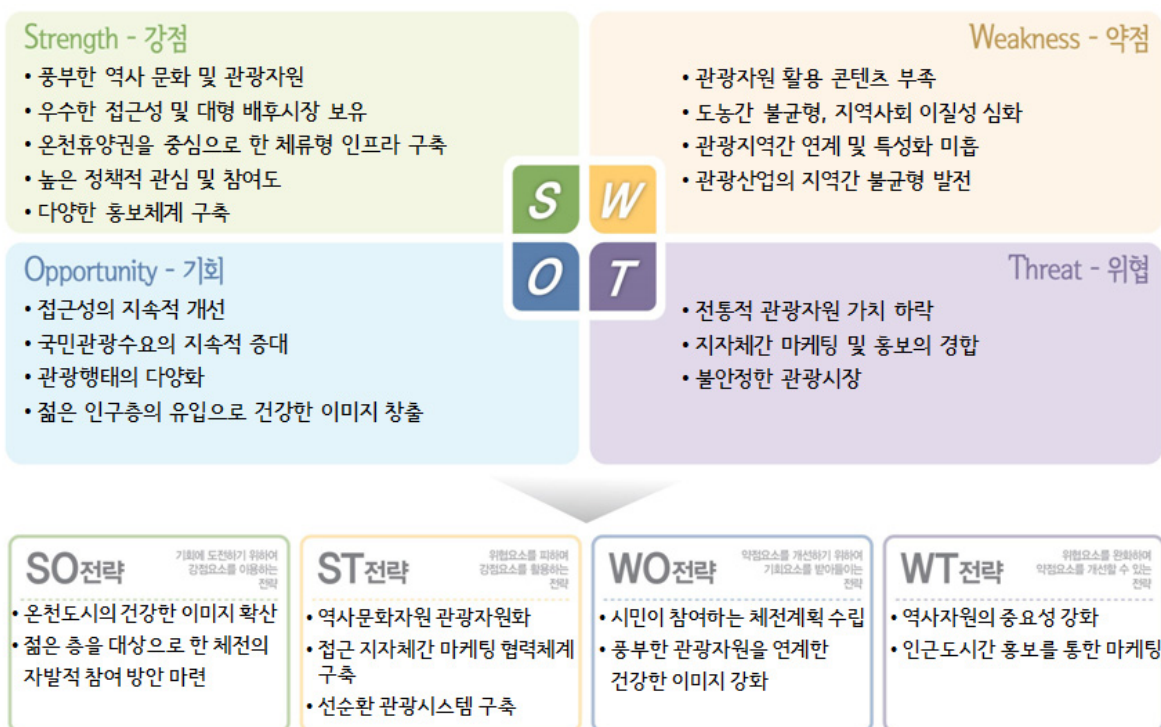 Strength - 강점
• 풍부한 역사 문화 및 관광자원
• 우수한 접근성 및 대형 배후시장 보유
• 온천휴양권을 중심으로 한 체류형 인프라 구축
• 높은 정책적 관심 및 참여도
• 다양한 홍보체계 구축
Weakness - 약점
• 관광자원 활용 콘텐츠 부족
• 도농간 불균형, 지역사회 이질성 심화
• 관광지역간 연계 및 특성화 미흡
• 관광산업의 지역간 불균형 발전
S W
O T
Opportunity - 기회
• 접근성의 지속적 개선
• 국민관광수요의 지속적 증대
• 관광행태의 다양화
• 젊은 인구층의 유입으로 건강한 이미지 창출
Threat - 위협
• 전통적 관광자원 가치 하락
• 지자체간 마케팅 및 홍보의 경합
• 불안정한 관광시장
SO전략
기회에 도전하기 위하여
강점요소를 이용하는
전략
• 온천도시의 건강한 이미지 확산
• 젊은 층을 대상으로 한 체전의
자발적 참여 방안 마련
ST전략
위협요소를 피하며
강점요소를 활용하는
전략
• 역사문화자원 관광자원화
• 접근 지자체간 마케팅 협력체계
구축
• 선순환 관광시스템 구축
WO전략
약점요소를 개선하기 위하여
기회요소를 받아들이는
전략
• 시민이 참여하는 체전계획 수립
• 풍부한 관광자원을 연계한
건강한 이미지 강화
WT전략
위협요소를 완화하며
약점요소를 개선할 수 있는
전략
• 역사자원의 중요성 강화
• 인근도시간 홍보를 통한 마케팅